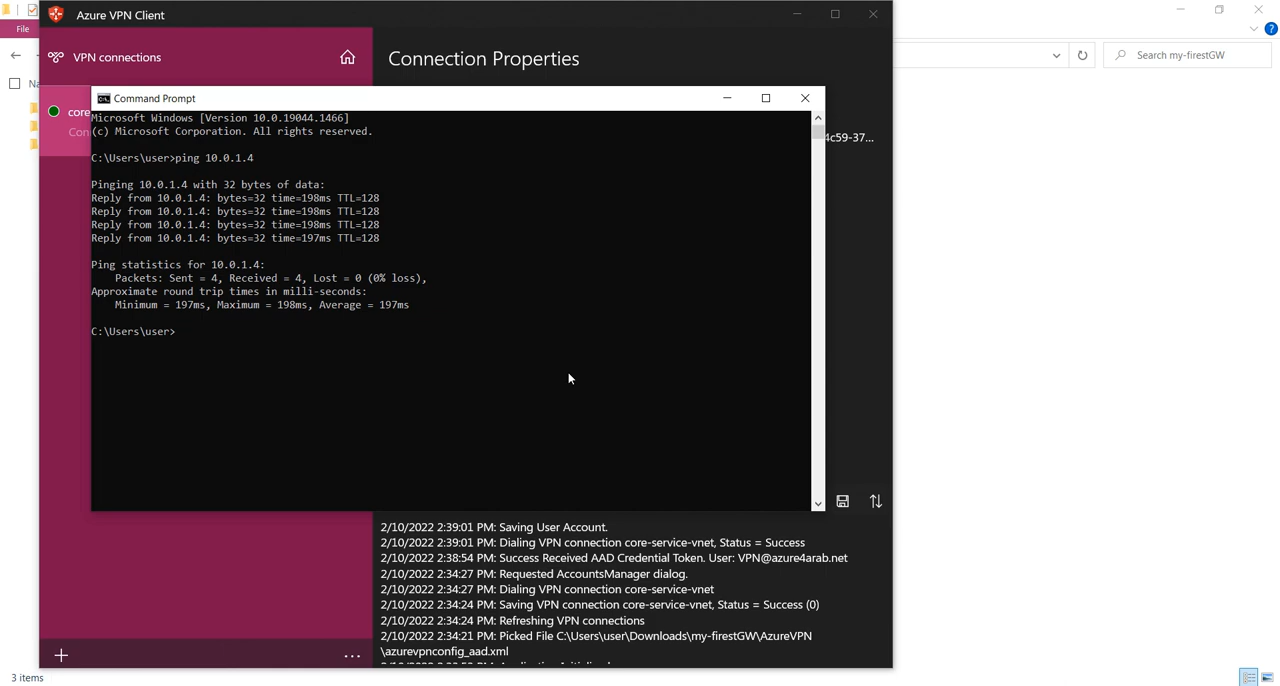 Azure VPN Client
File
VPN connections
Connection Properties
Search my-firestGW
Na
core
Con
4c59-37...
Command Prompt
Microsoft Windows [Version 10.0.19044.1466]
(c) Microsoft Corporation. All rights reserved.
C:\Users\user>ping 10.0.1.4
Pinging 10.0.1.4 with 32 bytes of data:
Reply from 10.0.1.4: bytes=32 time=198ms TTL=128
Reply from 10.0.1.4: bytes=32 time=198ms TTL=128
Reply from 10.0.1.4: bytes=32 time=198ms TTL=128
Reply from 10.0.1.4: bytes=32 time=197ms TTL=128
Ping statistics for 10.0.1.4:
Packets: Sent = 4, Received = 4, Lost = 0 (0% loss),
Approximate round trip times in milli-seconds:
Minimum = 197ms, Maximum = 198ms, Average = 197ms
C:\Users\user>
2/10/2022 2:39:01 PM: Saving User Account.
2/10/2022 2:39:01 PM: Dialing VPN connection core-service-vnet, Status = Success
2/10/2022 2:38:54 PM: Success Received AAD Credential Token. User: VPN@azure4arab.net
2/10/2022 2:34:27 PM: Requested AccountsManager dialog.
2/10/2022 2:34:27 PM: Dialing VPN connection core-service-vnet
2/10/2022 2:34:24 PM: Saving VPN connection core-service-vnet, Status = Success (0)
2/10/2022 2:34:24 PM: Refreshing VPN connections
2/10/2022 2:34:21 PM: Picked File C:\Users\user\Downloads\my-firestGW\AzureVPN
\azurevpnconfig_aad.xml
3 items